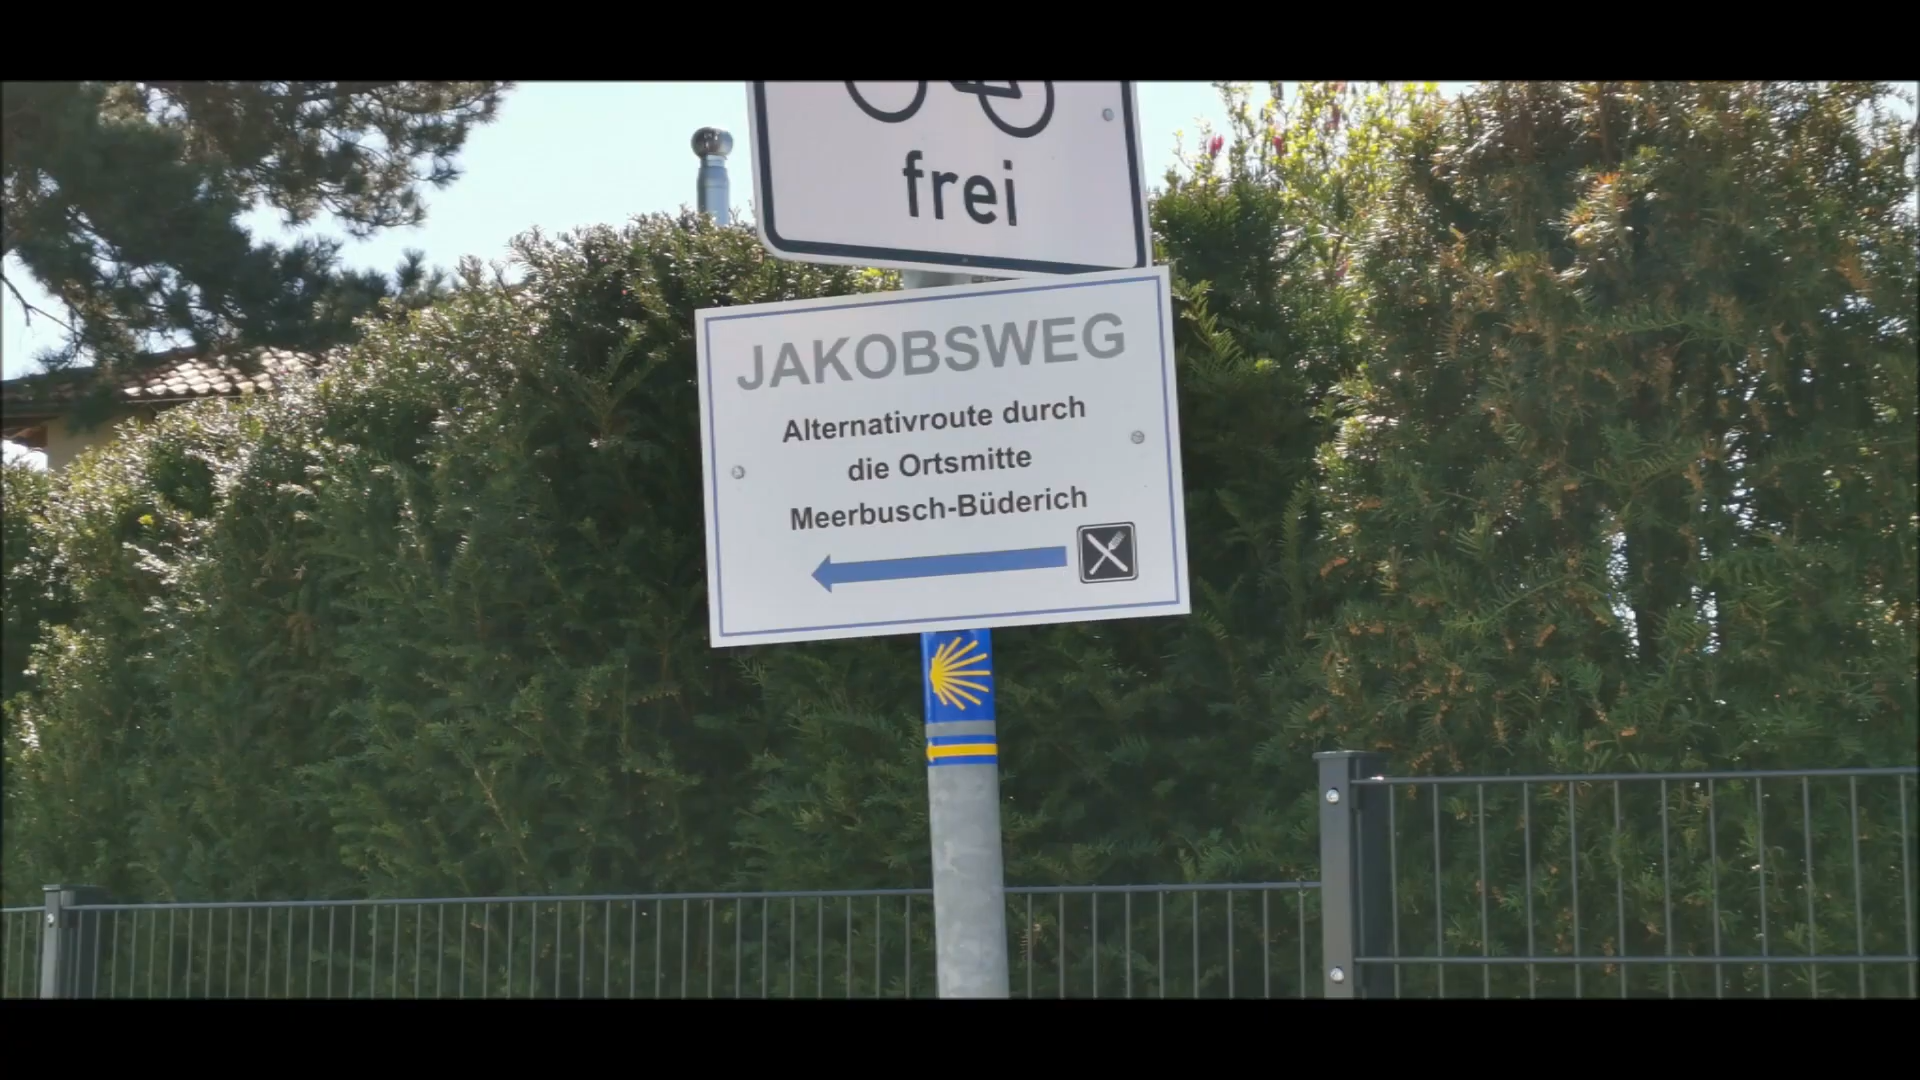 frei
JAKOBSWEG
Alternativroute durch
die Ortsmitte
Meerbusch-Büderich